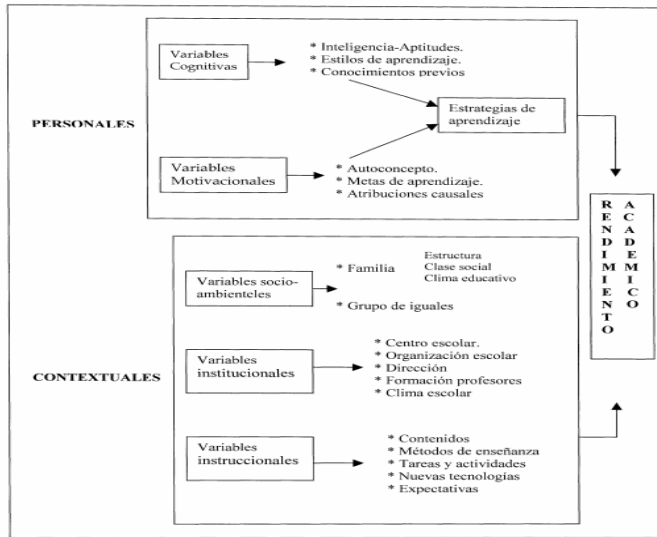 Variables
Cognitivas
* Inteligencia-Aptitudes.
* Estilos de aprendizaje.
* Conocimientos previos
Estrategias de
aprendizaje
PERSONALES
Variables
Motivacionales
* Autoconcepto.
* Metas de aprendizaje.
* Atribuciones causales
RENDIMIENTO
ACADEMICO
Variables socio-
ambienteles
* Familia
Estructura
Clase social
Clima educativo
* Grupo de iguales
CONTEXTUALES
Variables
institucionales
* Centro escolar.
* Organización escolar
* Dirección
* Formación profesores
* Clima escolar
Variables
instruccionales
* Contenidos
* Métodos de enseñanza
* Tareas y actividades
* Nuevas tecnologías
* Expectativas